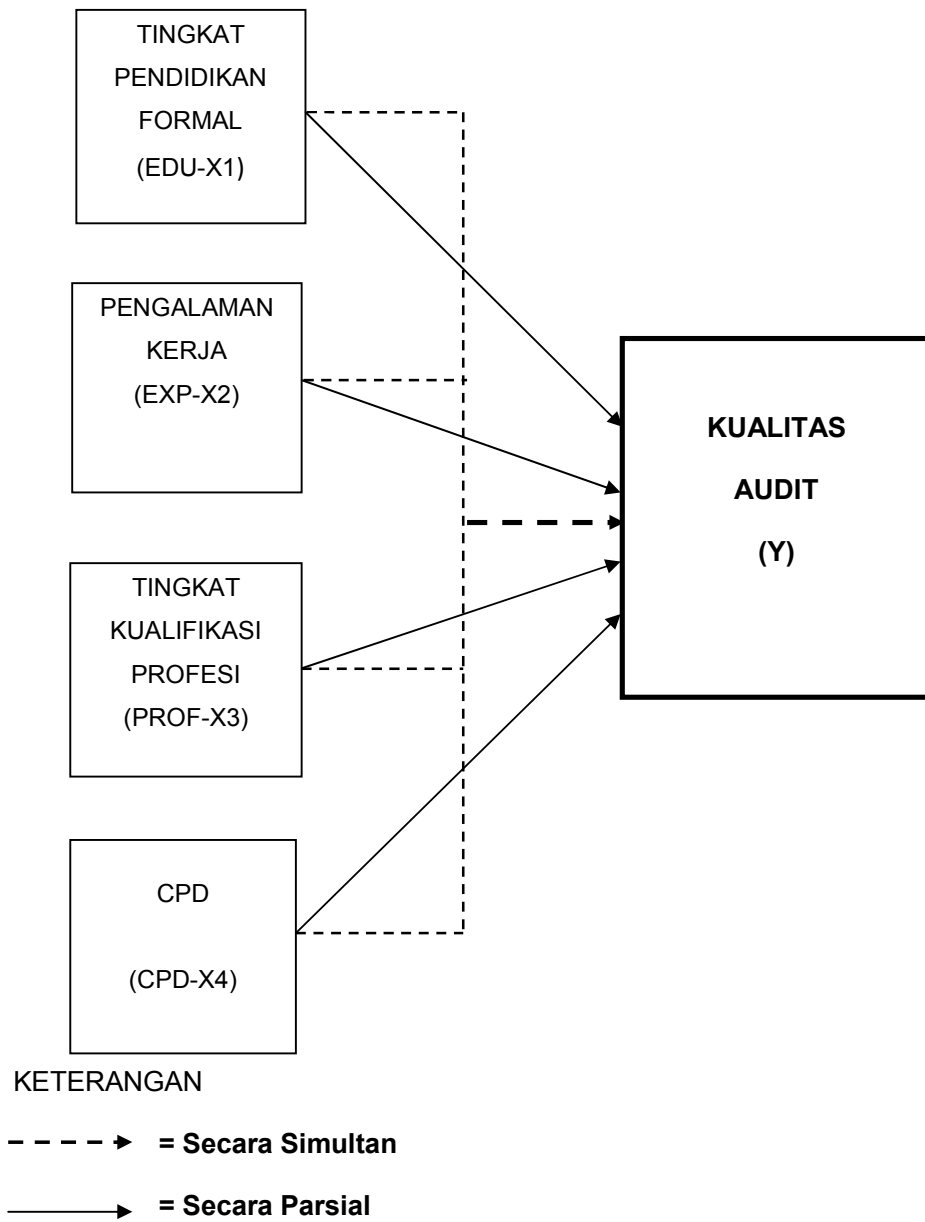 TINGKAT
PENDIDIKAN
FORMAL
(EDU-X1)
PENGALAMAN
KERJA
(EXP-X2)
TINGKAT
KUALIFIKASI
PROFESI
(PROF-X3)
CPD
(CPD-X4)
KUALITAS
AUDIT
(Y)
KETERANGAN
= Secara Simultan
= Secara Parsial